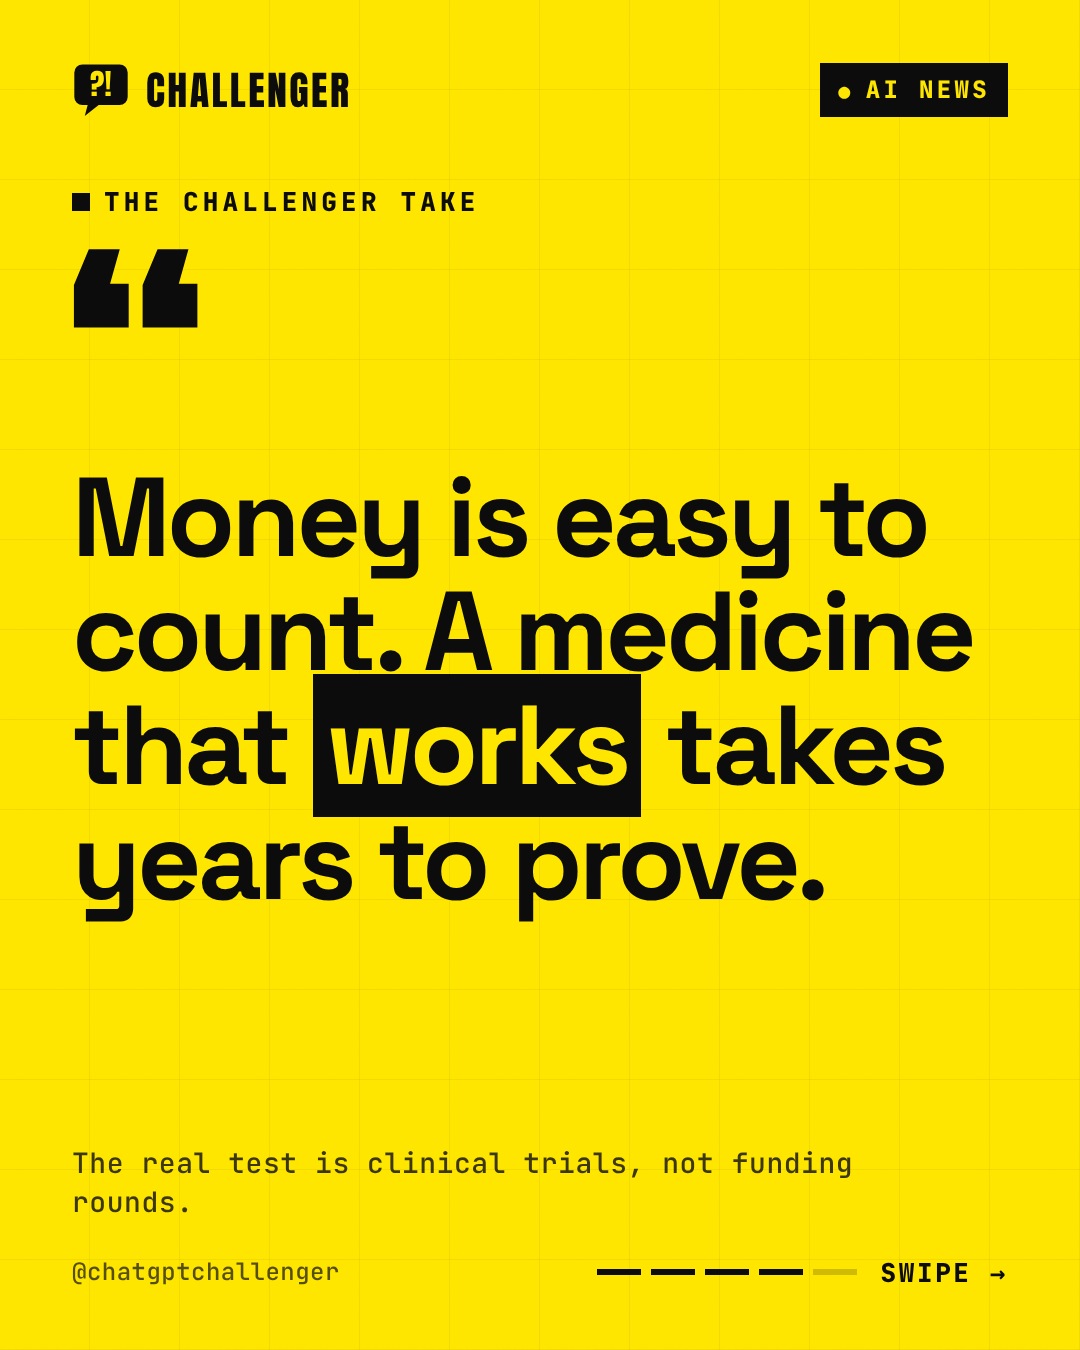 ?! CHALLENGER
● AI NEWS
■ THE CHALLENGER TAKE
“
Money is easy to
count. A medicine
that works takes
years to prove.
The real test is clinical trials, not funding
rounds.
@chatgptchallenger
SWIPE →